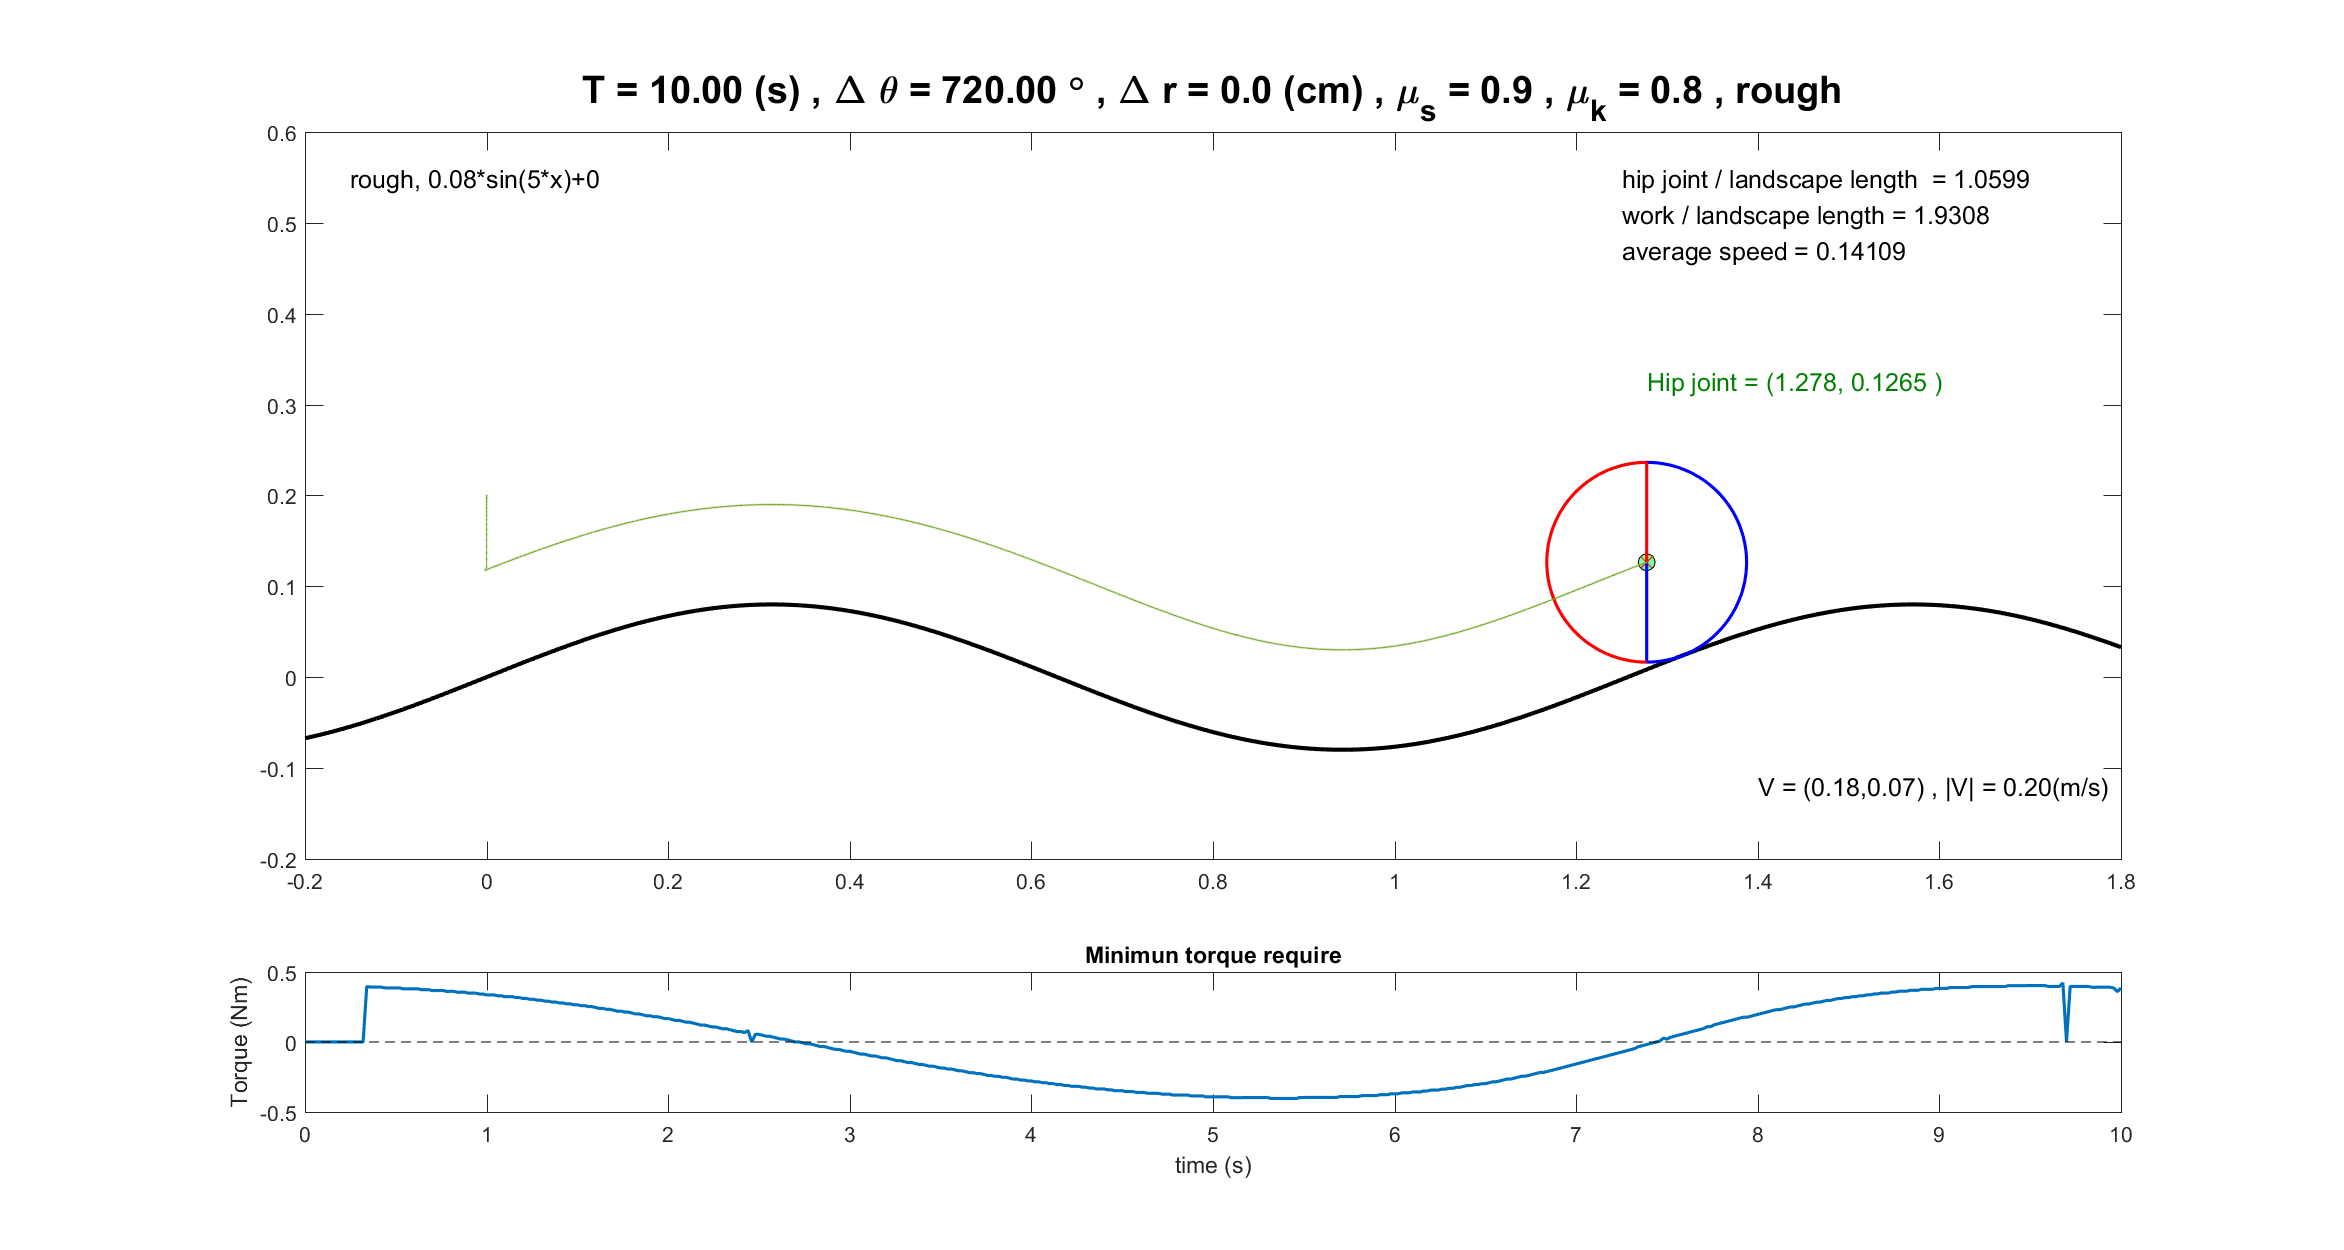 T = 10.00 (s) , Δ θ = 720.00 ° , Δ r = 0.0 (cm) , μs = 0.9 , μk = 0.8 , rough
0.6
0.5
0.4
0.3
0.2
0.1
0
-0.1
-0.2
rough, 0.08*sin(5*x)+0
hip joint / landscape length = 1.0599
work / landscape length = 1.9308
average speed = 0.14109
Hip joint = (1.278, 0.1265 )
V = (0.18,0.07) , |V| = 0.20(m/s)
-0.2 0 0.2 0.4 0.6 0.8 1 1.2 1.4 1.6 1.8
Minimun torque require
Torque (Nm)
0.5
0
-0.5
0 1 2 3 4 5 6 7 8 9 10
time (s)